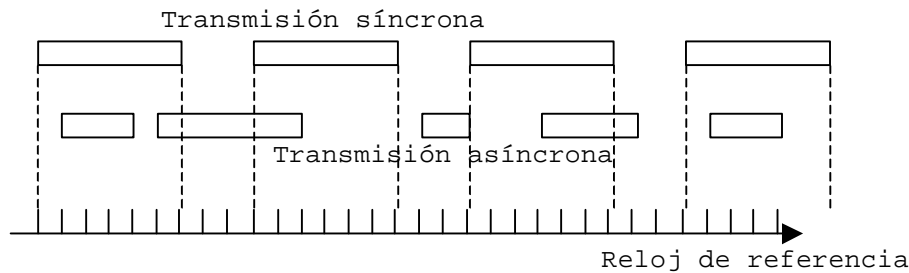 Transmisión síncrona
Transmisión asíncrona
Reloj de referencia